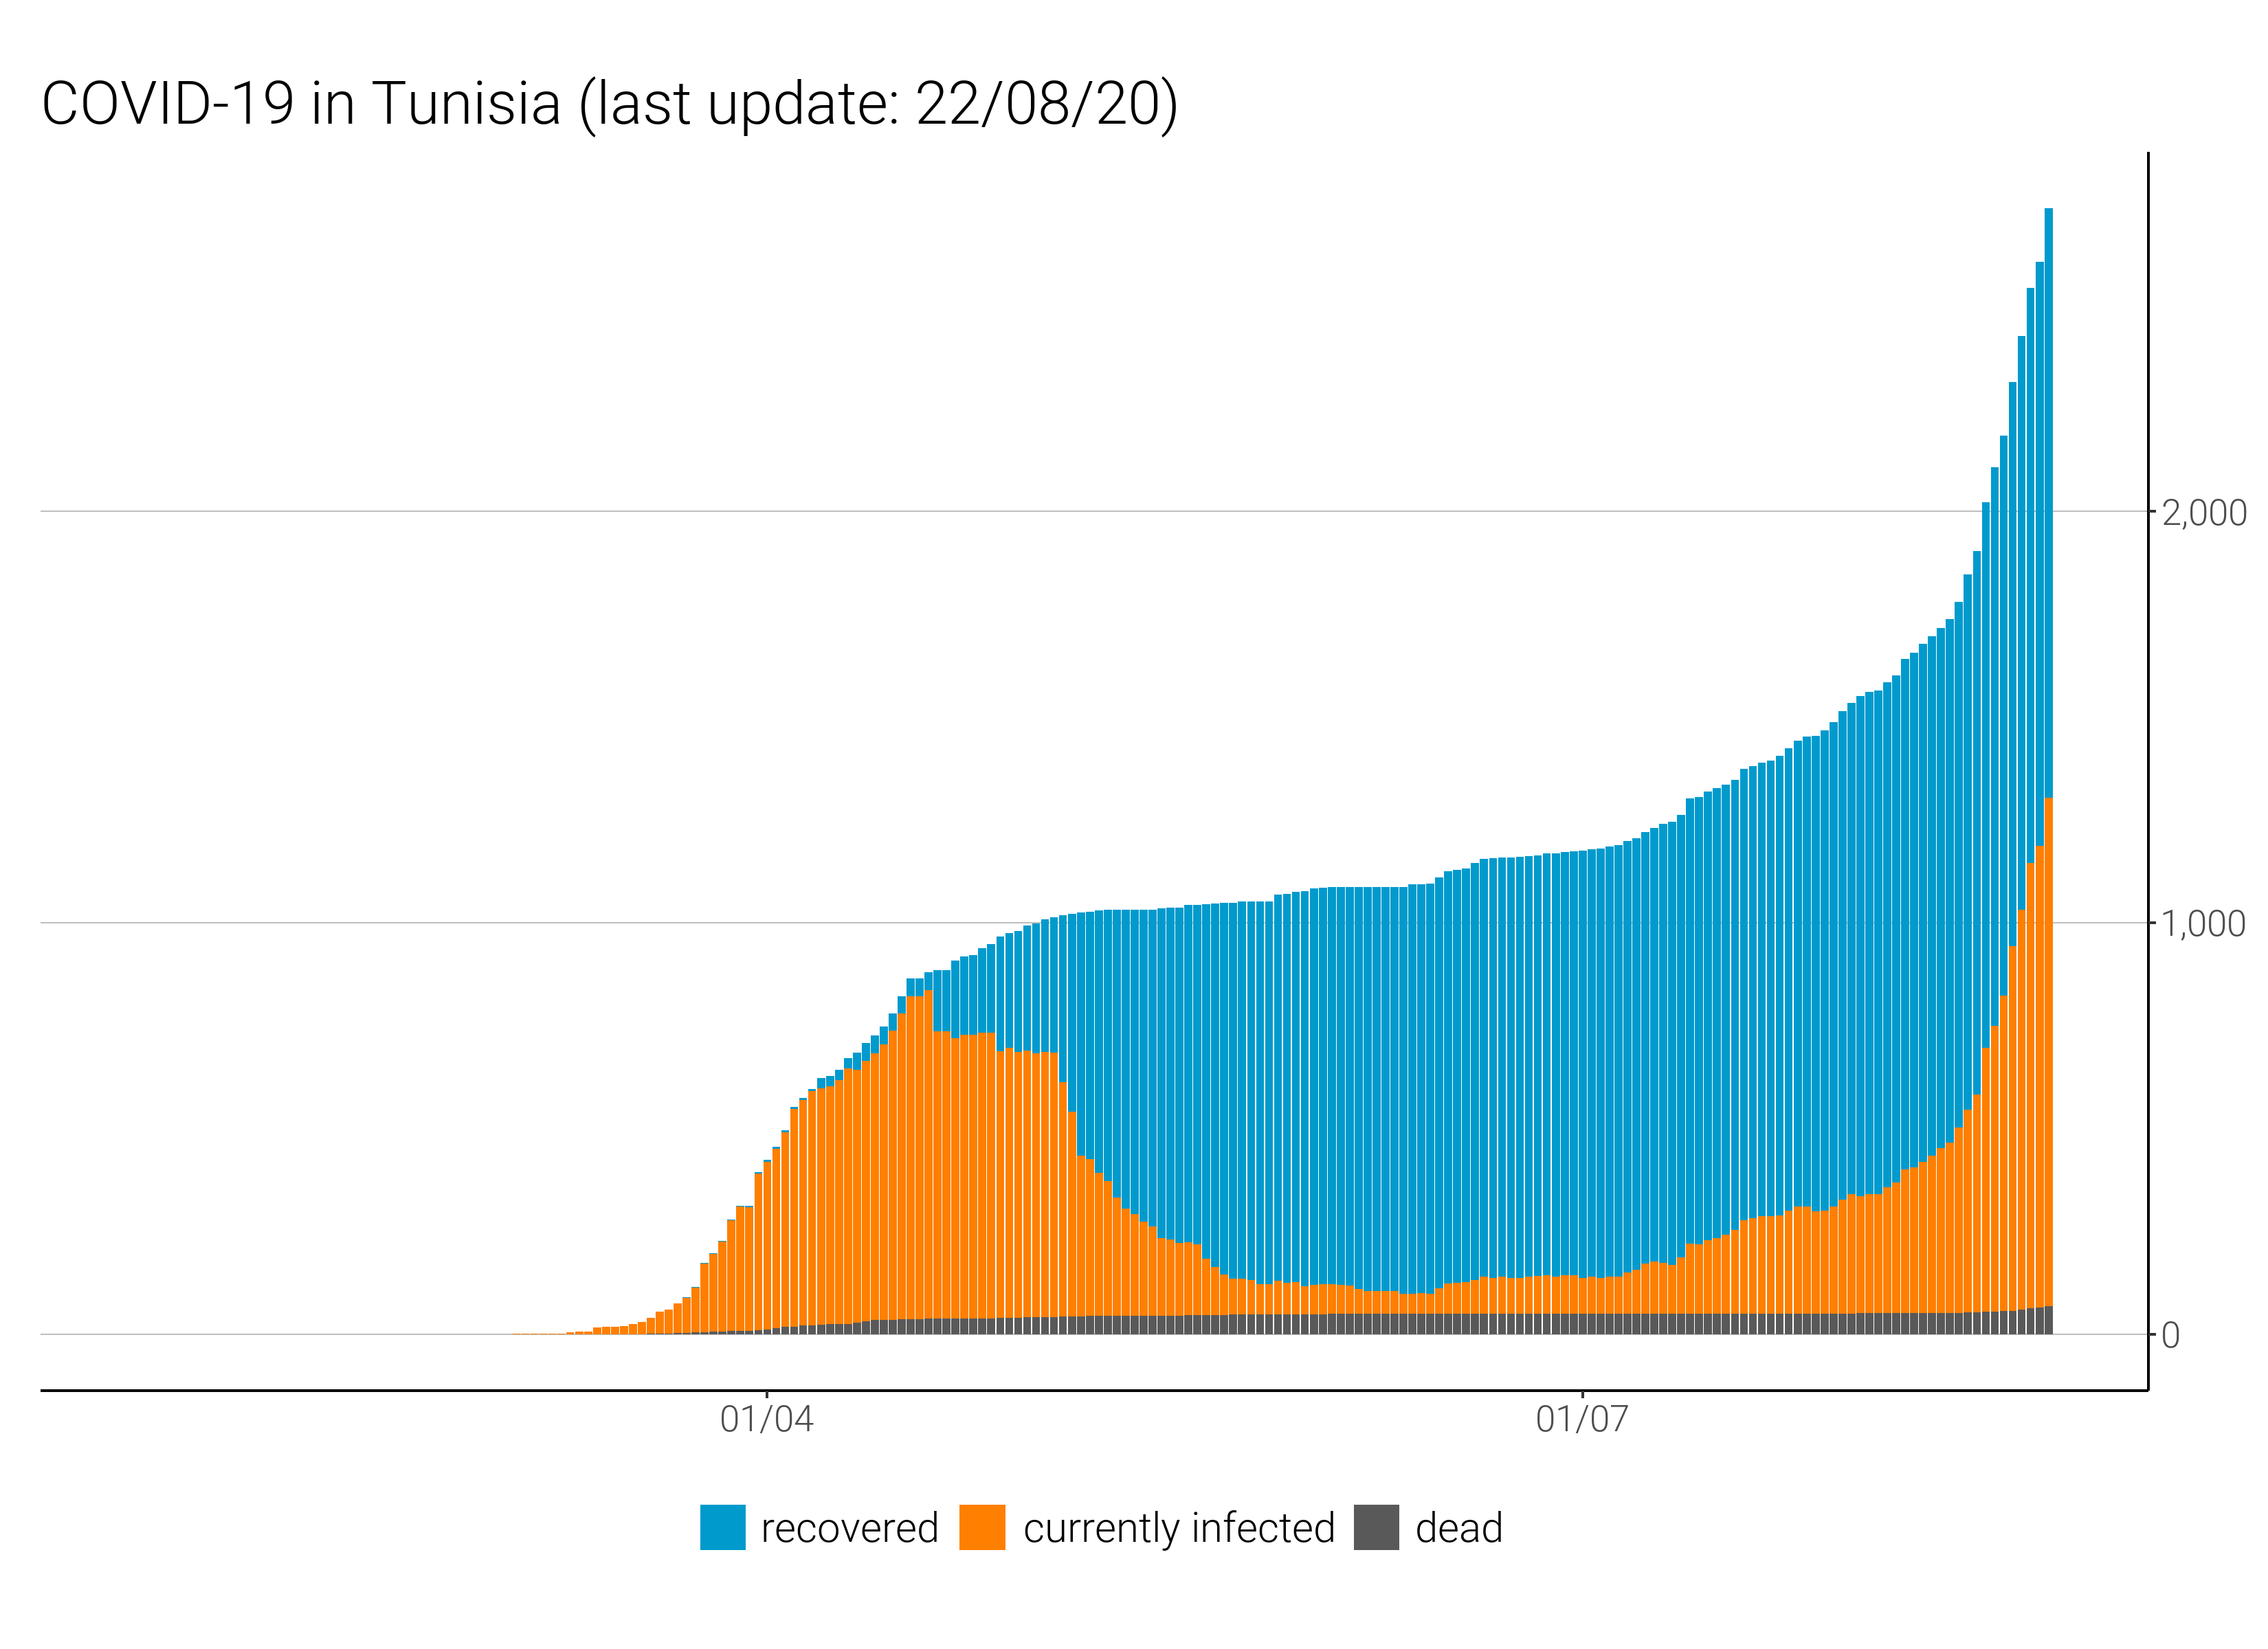 COVID-19 in Tunisia (last update: 22/08/20)
2,000
1,000
0
01/04 01/07
recovered currently infected dead